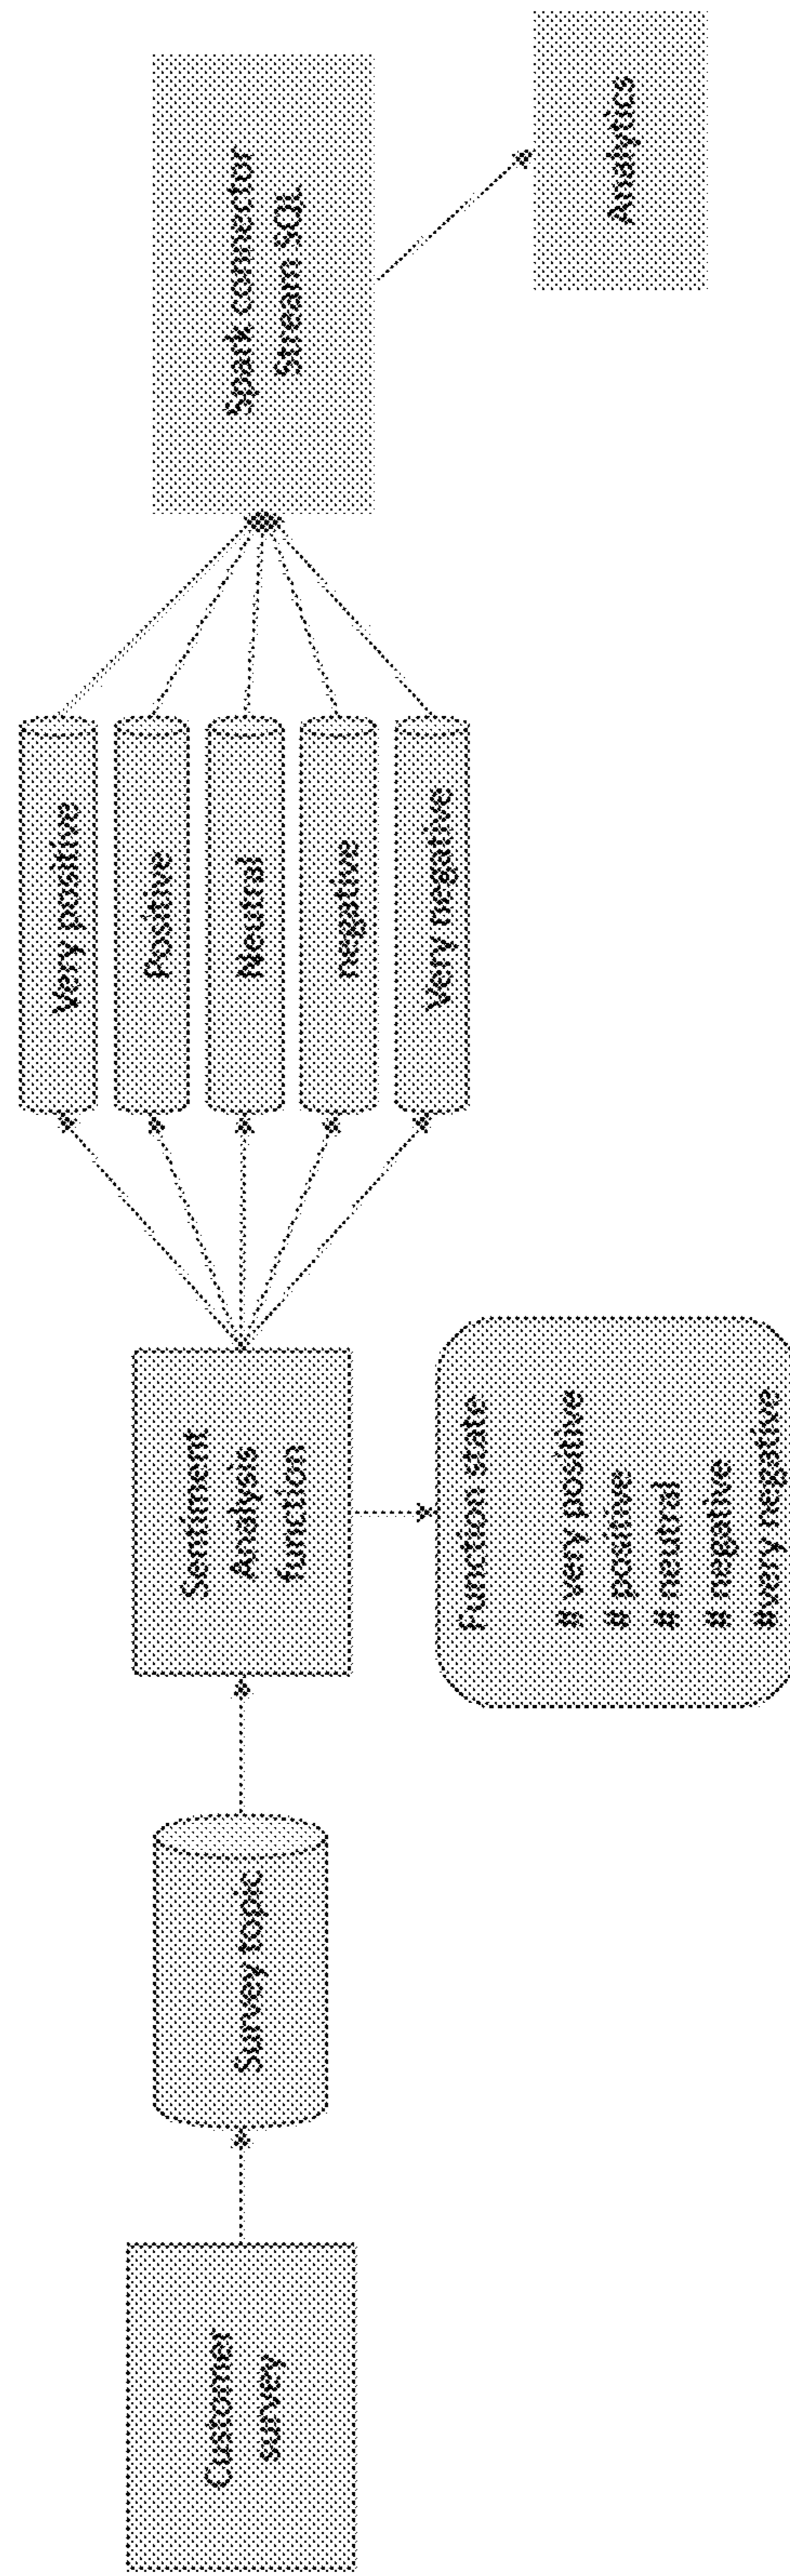 Customer
survey
Survey topic
Sentiment
Analysis
function
Function state
# very positive
# positive
# neutral
# negative
#very negative
Very positive
Positive
Neutral
negative
Very negative
Spark connector
Stream SQL
Analytics